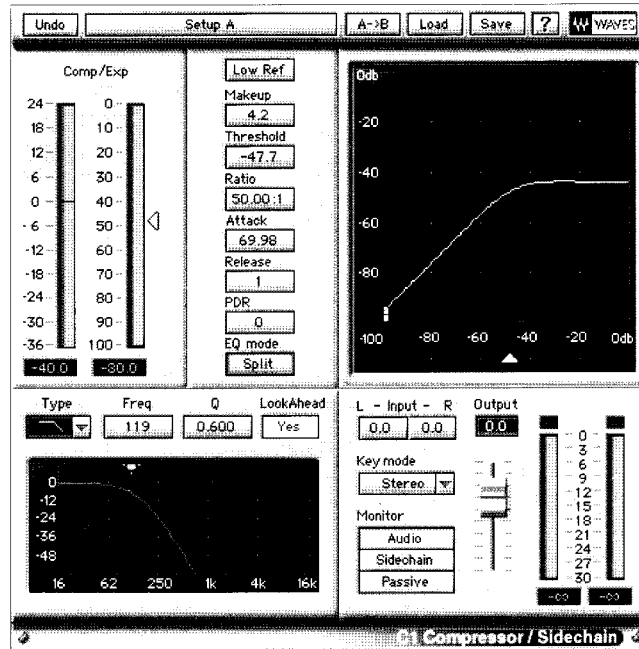 Undo Setup A A->B Load Save ? WAVES
Comp/Exp
24 0
18 10
12 20
6 30
0 40
-6 50
-12 60
-18 70
-24 80
-30 90
-36 100
-40.0 -80.0
Low Ref
Makeup
4.2
Threshold
-47.7
Ratio
50.00:1
Attack
69.98
Release
1
PDR
0
EQ mode
Split
0db
-20
-40
-60
-80
-100 -80 -60 -40 -20 0db
Type Freq Q LookAhead
119 0.600 Yes
0
-12
-24
-36
-48
16 62 250 1k 4k 16k
L - Input - R Output
0.0 0.0 0.0
Key mode
Stereo
Monitor
Audio
Sidechain
Passive
0
3
6
9
12
15
18
21
24
27
30
-∞ -∞
C1 Compressor / Sidechain